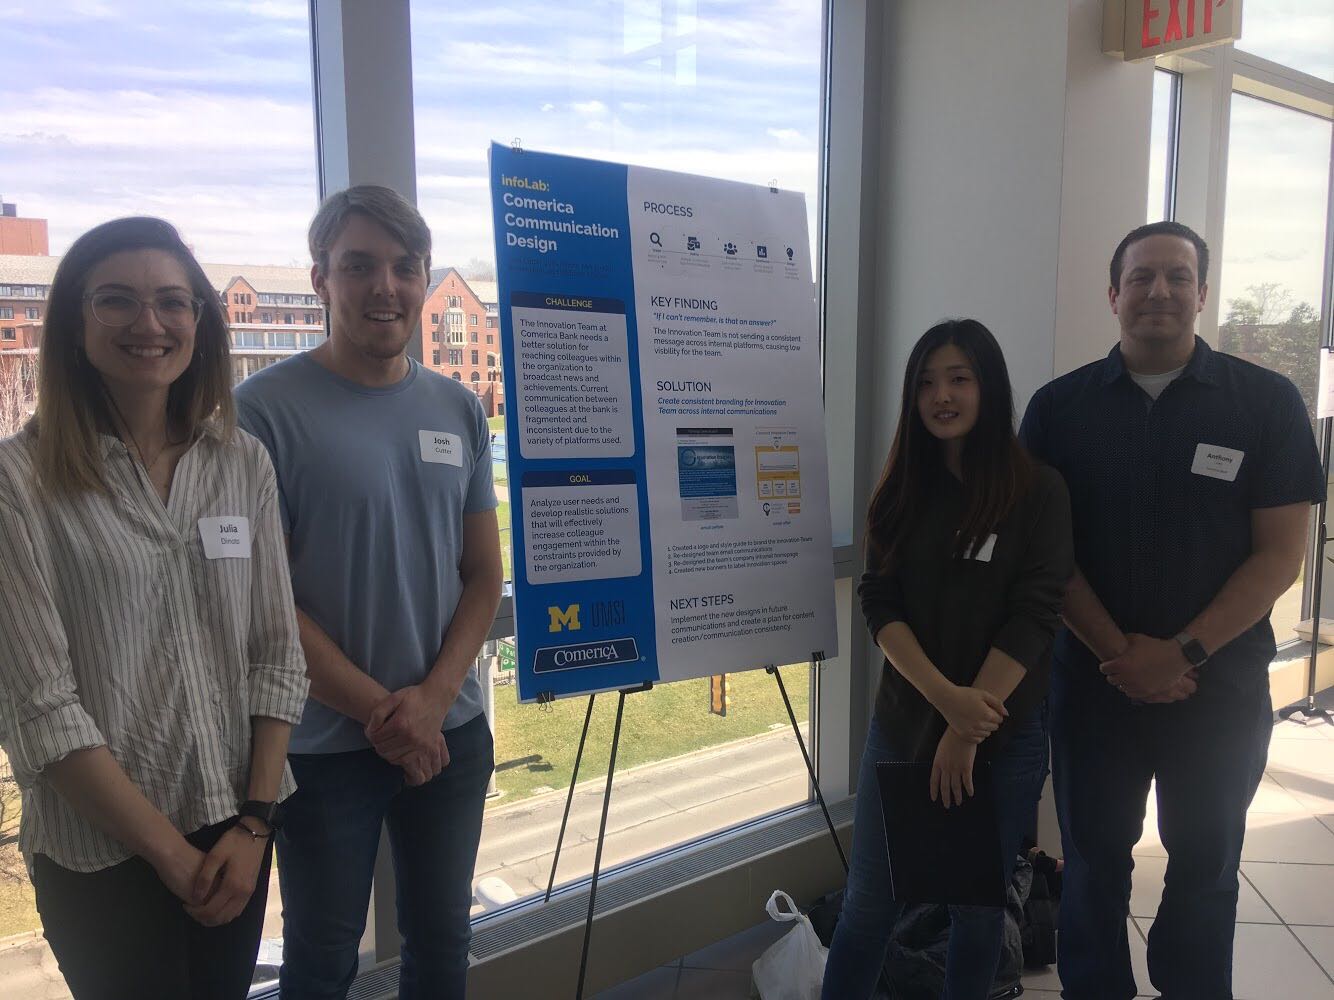 EXIT
infoLab:
Comerica
Communication
Design
CHALLENGE
The Innovation Team at
Comerica Bank needs a
better solution for
reaching colleagues within
the organization to
broadcast news and
achievements. Current
communication between
colleagues at the bank is
fragmented and
inconsistent due to the
variety of platforms used.
GOAL
Analyze user needs and
develop realistic solutions
that will effectively
increase colleague
engagement within the
constraints provided by
the organization.
M UMSI
ComericA
PROCESS
KEY FINDING
"If I can't remember, is that an answer?"
The Innovation Team is not sending a consistent
message across internal platforms, causing low
visibility for the team.
SOLUTION
Create consistent branding for Innovation
Team across internal communications
1. Created a logo and style guide to brand the Innovation Team
2. Re-designed team email communications
3. Re-designed the team's company intranet homepage
4. Created new banners to label innovation spaces
NEXT STEPS
Implement the new designs in future
communications and create a plan for content
creation/communication consistency.
Julia
Dinoto
Josh
Cutter
Anthony